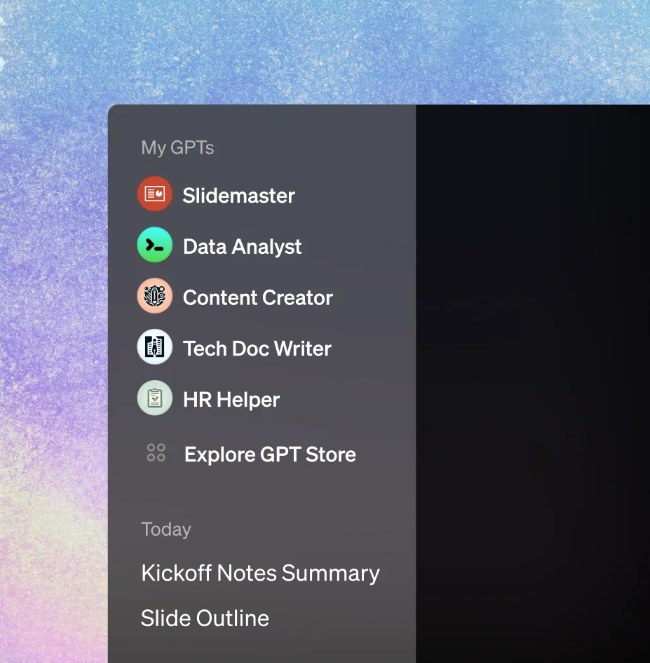 My GPTs
Slidemaster
Data Analyst
Content Creator
Tech Doc Writer
HR Helper
Explore GPT Store
Today
Kickoff Notes Summary
Slide Outline